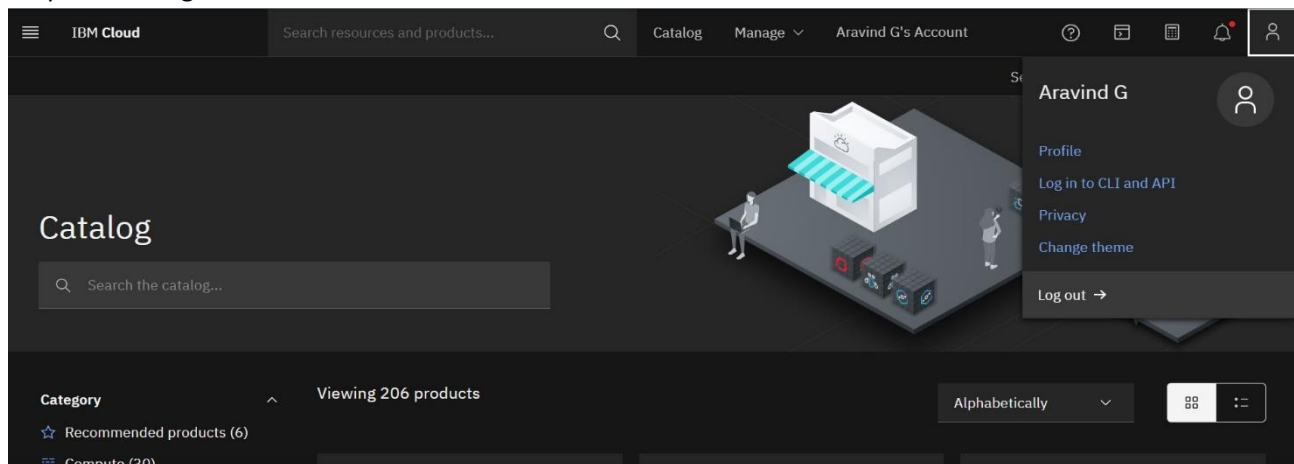 IBM Cloud
Search resources and products...
Catalog
Manage
Aravind G's Account
Aravind G
Profile
Log in to CLI and API
Privacy
Change theme
Log out →
Catalog
Search the catalog...
Category
Viewing 206 products
Alphabetically
Recommended products (6)